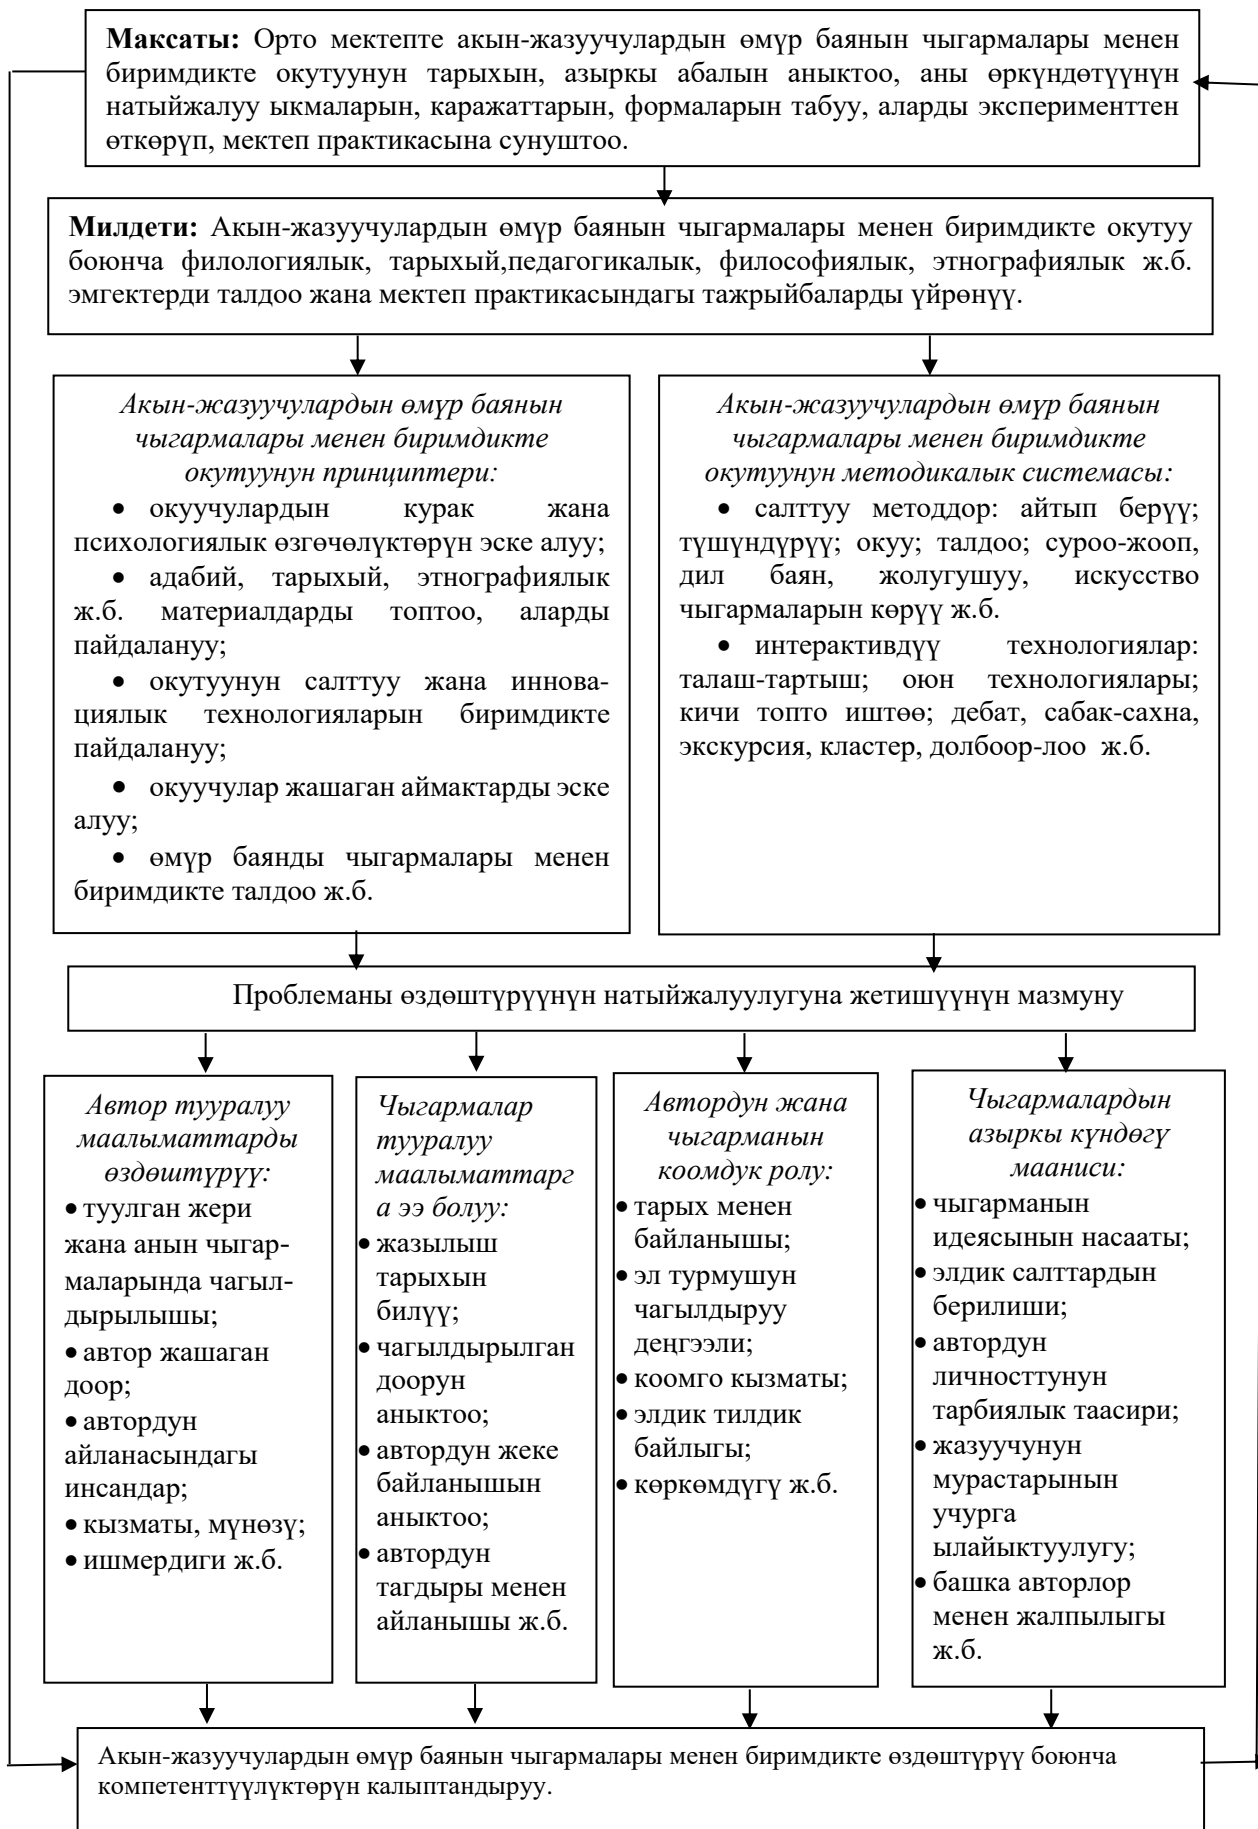 Максаты: Орто мектепте акын-жазуучулардын өмүр баянын чыгармалары менен
биримдикте окутуунун тарыхын, азыркы абалын аныктоо, аны өркүндөтүүнүн
натыйжалуу ыкмаларын, каражаттарын, формаларын табуу, аларды эксперименттен
өткөрүп, мектеп практикасына сунуштоо.
Милдети: Акын-жазуучулардын өмүр баянын чыгармалары менен биримдикте окутуу
боюнча филологиялык, тарыхый,педагогикалык, философиялык, этнографиялык ж.б.
эмгектерди талдоо жана мектеп практикасындагы тажрыйбаларды үйрөнүү.
Акын-жазуучулардын өмүр баянын
чыгармалары менен биримдикте
окутуунун принциптери:
• окуучулардын курак жана
психологиялык өзгөчөлүктөрүн эске алуу;
• адабий, тарыхый, этнографиялык
ж.б. материалдарды топтоо, аларды
пайдалануу;
• окутуунун салттуу жана иннова-
циялык технологияларын биримдикте
пайдалануу;
• окуучулар жашаган аймактарды эске
алуу;
• өмүр баянды чыгармалары менен
биримдикте талдоо ж.б.
Акын-жазуучулардын өмүр баянын
чыгармалары менен биримдикте
окутуунун методикалык системасы:
• салттуу методдор: айтып берүү;
түшүндүрүү; окуу; талдоо; суроо-жооп,
дил баян, жолугушуу, искусство
чыгармаларын көрүү ж.б.
• интерактивдүү технологиялар:
талаш-тартыш; оюн технологиялары;
кичи топто иштөө; дебат, сабак-сахна,
экскурсия, кластер, долбоор-лоо ж.б.
Проблеманы өздөштүрүүнүн натыйжалуулугуна жетишүүнүн мазмуну
Автор тууралуу
маалыматтарды
өздөштүрүү:
• туулган жери
жана анын чыгар-
маларында чагыл-
дырылышы;
• автор жашаган
доор;
• автордун
айланасындагы
инсандар;
• кызматы, мүнөзү;
• ишмердиги ж.б.
Чыгармалар
тууралуу
маалыматтарг
а ээ болуу:
• жазылыш
тарыхын
билүү;
• чагылдырылган
доорун
аныктоо;
• автордун жеке
байланышын
аныктоо;
• автордун
тагдыры менен
айланышы ж.б.
Автордун жана
чыгарманын
коомдук ролу:
• тарых менен
байланышы;
• эл турмушун
чагылдыруу
деңгээли;
• коомго кызматы;
• элдик тилдик
байлыгы;
• көркөмдүгү ж.б.
Чыгармалардын
азыркы күндөгү
мааниси:
• чыгарманын
идеясынын насааты;
• элдик салттардын
берилиши;
• автордун
личносттунун
тарбиялык таасири;
• жазуучунун
мурастарынын
учурга
ылайыктуулугу;
• башка авторлор
менен жалпылыгы
ж.б.
Акын-жазуучулардын өмүр баянын чыгармалары менен биримдикте өздөштүрүү боюнча
компетенттүүлүктөрүн калыптандыруу.